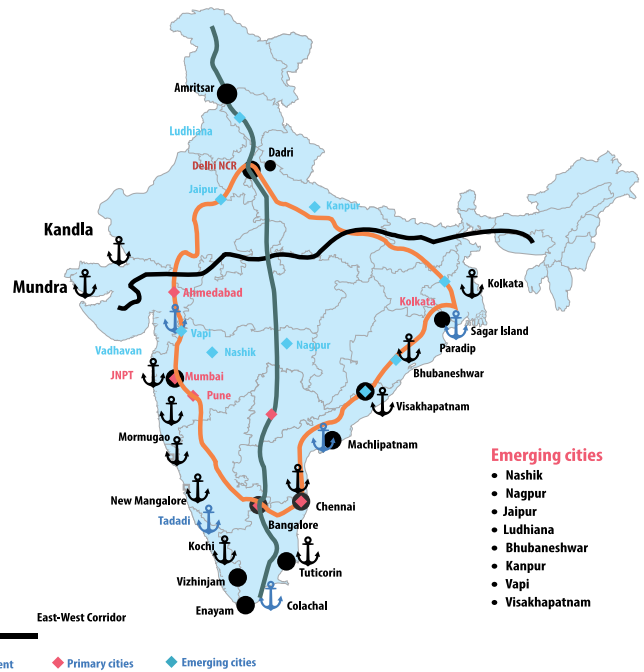 Amritsar
Ludhiana
Delhi NCR
Dadri
Jaipur
Kanpur
Kandla
Mundra
Ahmedabad
Kolkata
Kolkata
Sagar Island
Vapi
Paradip
Vadhavan
Nashik
Nagpur
Bhubaneshwar
JNPT
Mumbai
Pune
Visakhapatnam
Mormugao
Machlipatnam
Emerging cities
• Nashik
• Nagpur
• Jaipur
• Ludhiana
• Bhubaneshwar
• Kanpur
• Vapi
• Visakhapatnam
New Mangalore
Chennai
Tadadi
Bangalore
Kochi
Tuticorin
Vizhinjam
Enayam
Colachal
East-West Corridor
ent
Primary cities
Emerging cities